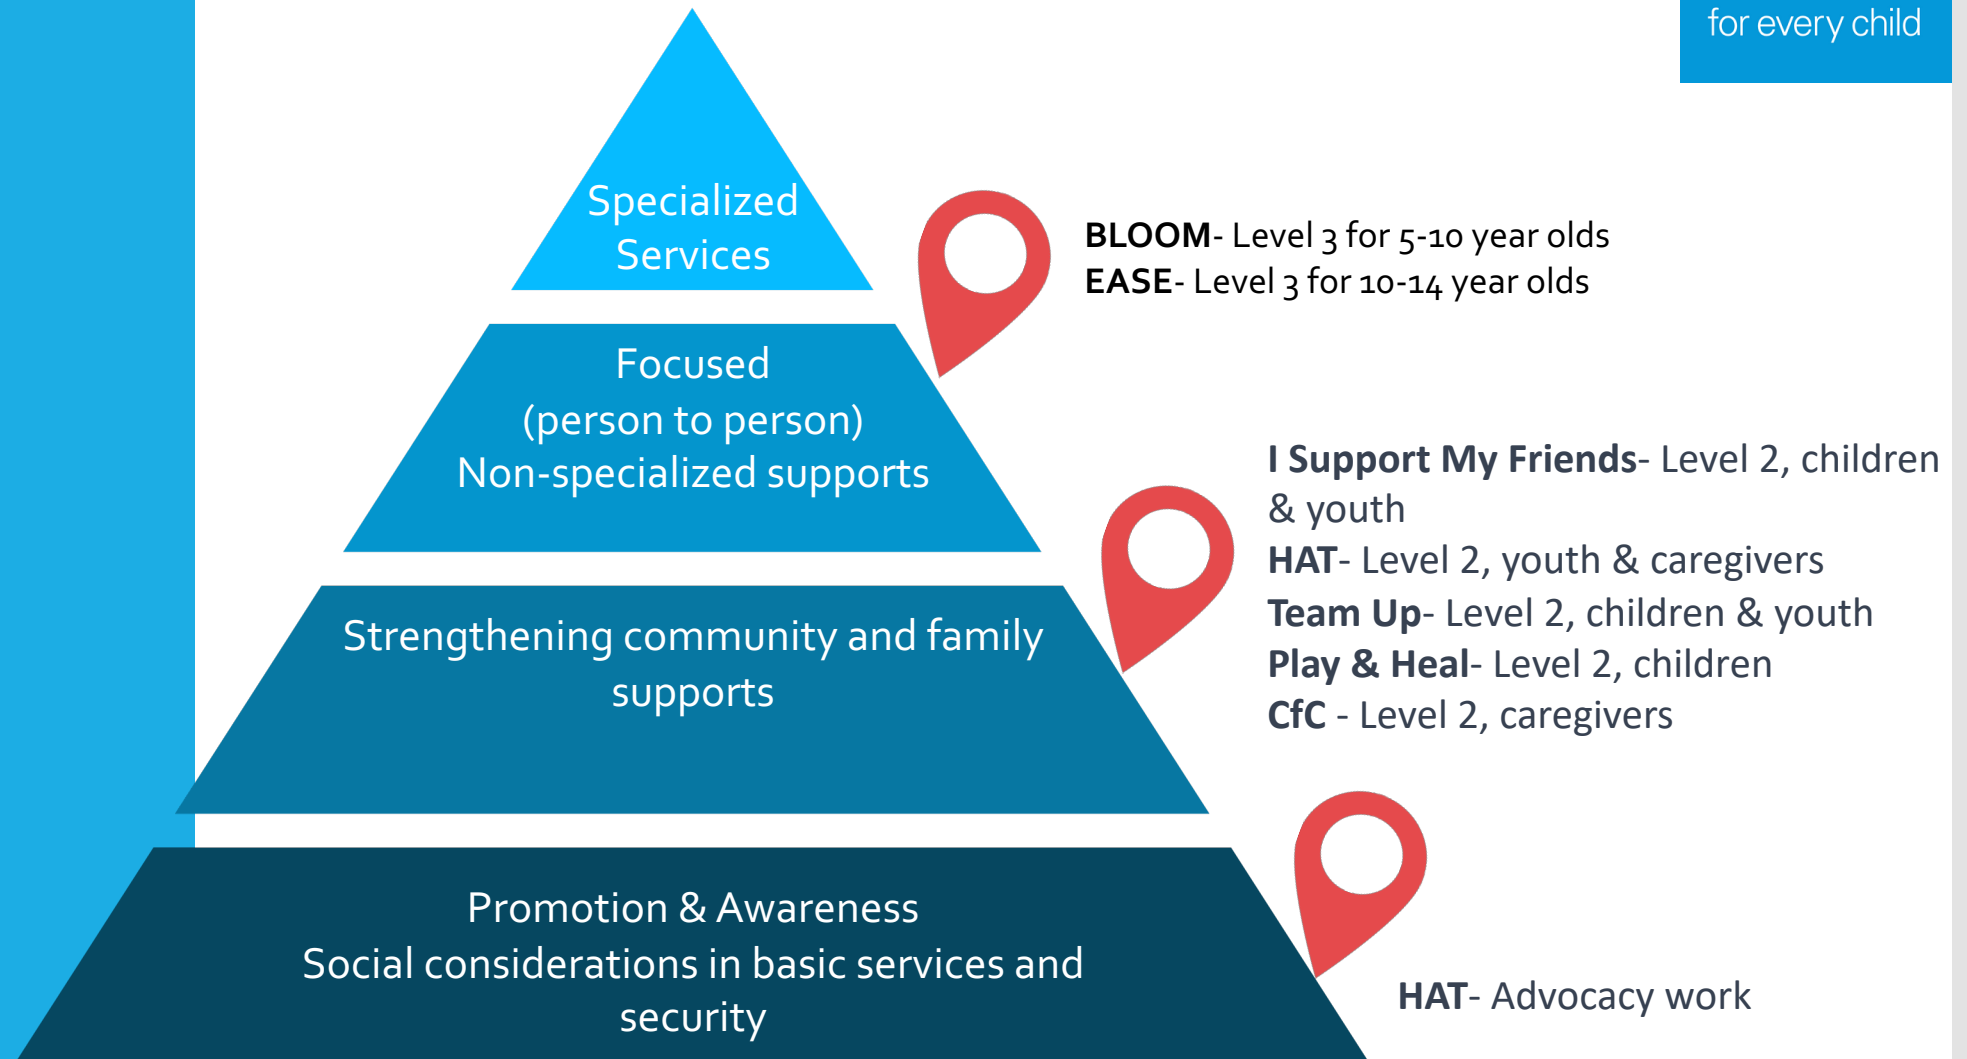 for every child
Specialized
Services
BLOOM- Level 3 for 5-10 year olds
EASE- Level 3 for 10-14 year olds
Focused
(person to person)
Non-specialized supports
I Support My Friends- Level 2, children
& youth
HAT- Level 2, youth & caregivers
Team Up- Level 2, children & youth
Play & Heal- Level 2, children
CfC - Level 2, caregivers
Strengthening community and family
supports
Promotion & Awareness
Social considerations in basic services and
security
HAT- Advocacy work